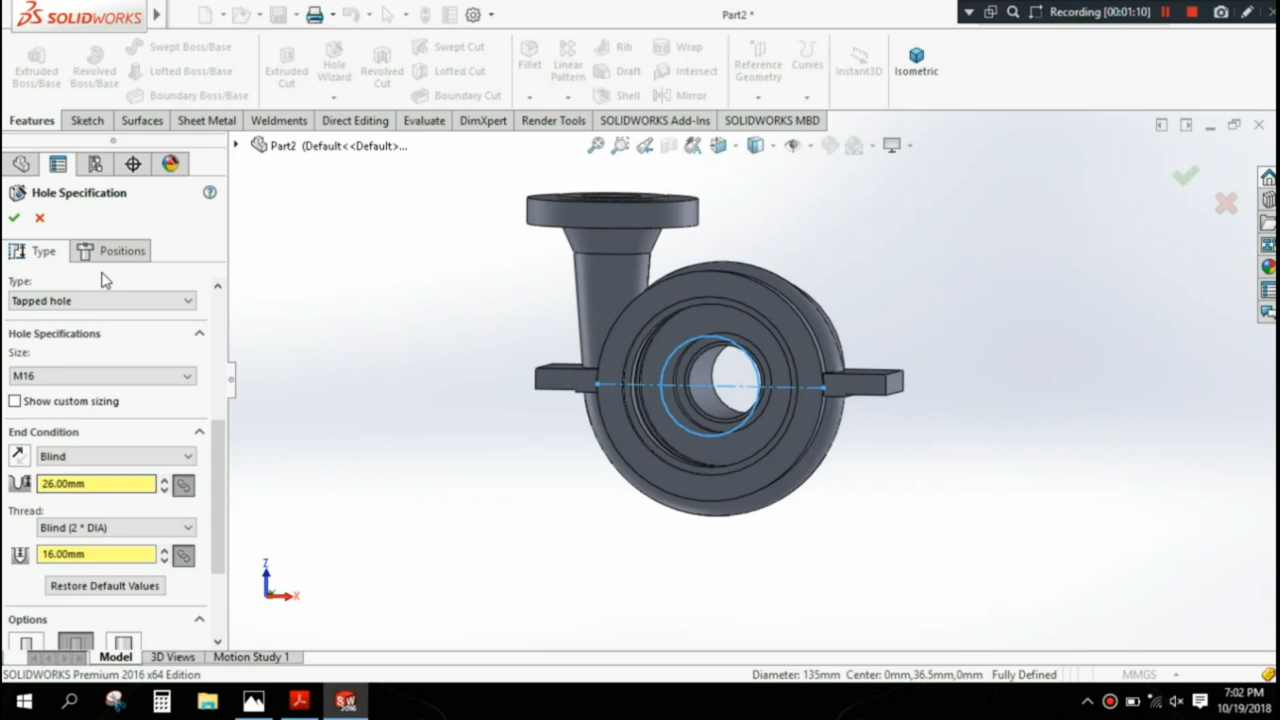 SOLIDWORKS
Part2 *
Recording [00:01:10]
Extruded Boss/Base
Revolved Boss/Base
Swept Boss/Base
Lofted Boss/Base
Boundary Boss/Base
Extruded Cut
Hole Wizard
Revolved Cut
Swept Cut
Lofted Cut
Boundary Cut
Fillet
Linear Pattern
Rib
Draft
Shell
Wrap
Intersect
Mirror
Reference Geometry
Curves
Instant3D
Isometric
Features Sketch Surfaces Sheet Metal Weldments Direct Editing Evaluate DimXpert Render Tools SOLIDWORKS Add-Ins SOLIDWORKS MBD
Part2 (Default<<Default>...
Hole Specification
Type Positions
Type:
Tapped hole
Hole Specifications
Size:
M16
Show custom sizing
End Condition
Blind
26.00mm
Thread:
Blind (2 * DIA)
16.00mm
Restore Default Values
Options
Z
X
Model 3D Views Motion Study 1
SOLIDWORKS Premium 2016 x64 Edition
Diameter: 135mm Center: 0mm,36.5mm,0mm Fully Defined MMGS
SW
2016
7:02 PM
10/19/2018